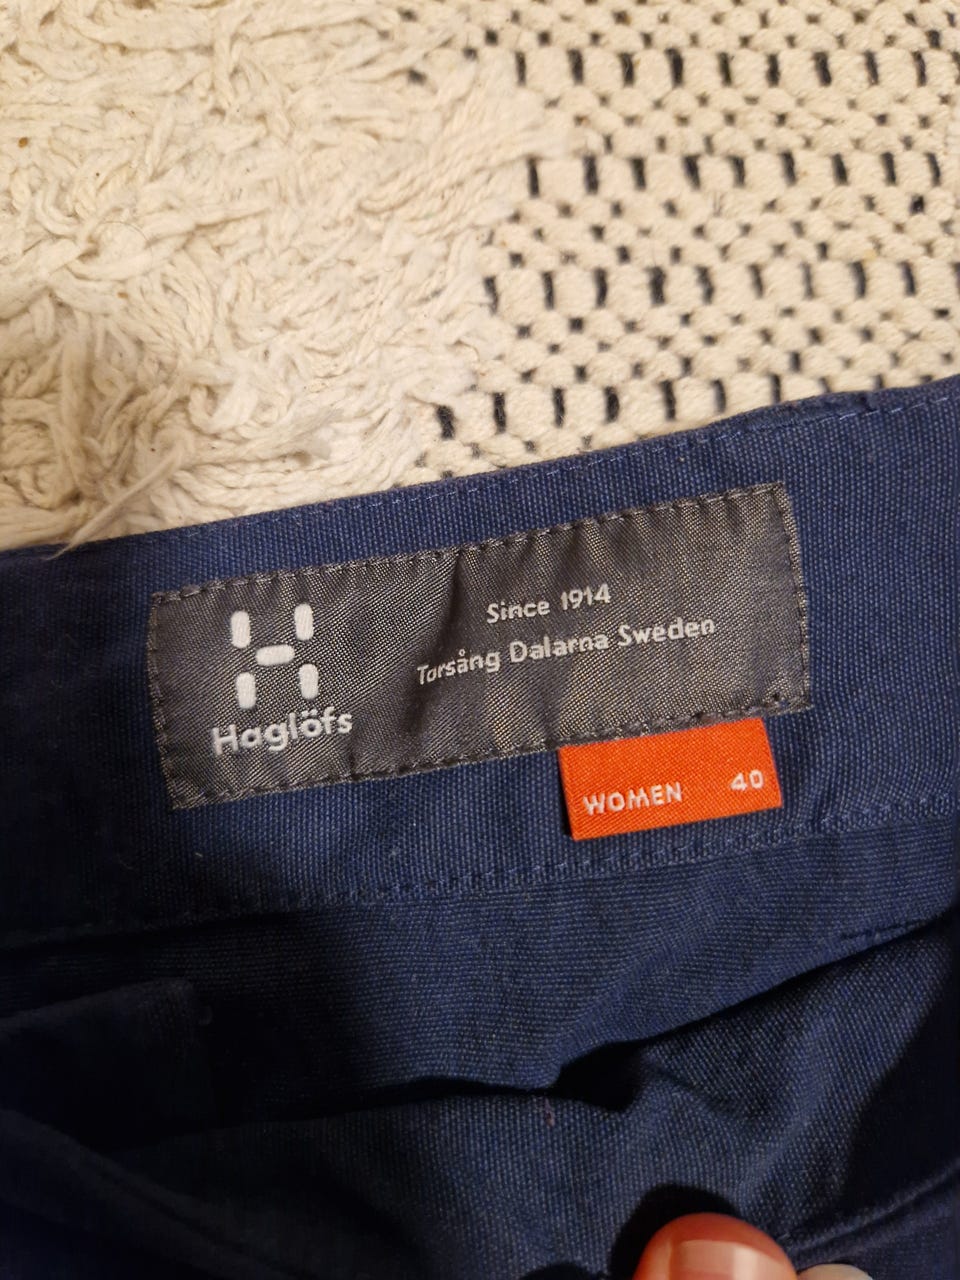 Haglöfs
Since 1914
Torsång Dalarna Sweden
WOMEN 40